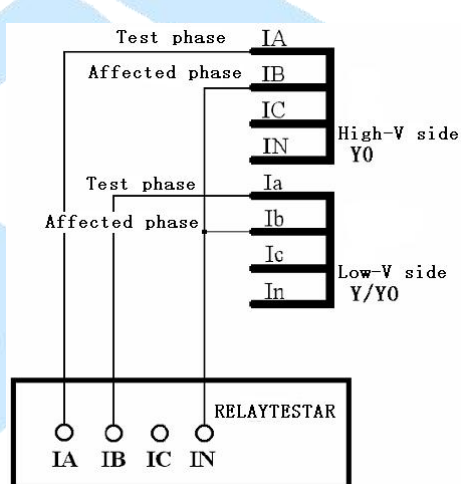 Test phase IA
Affected phase IB
IC
High-V side
IN
Y0
Test phase Ia
Affected phase Ib
Ic
Low-V side
In
Y/Y0
RELAYTESTAR
IA IB IC IN